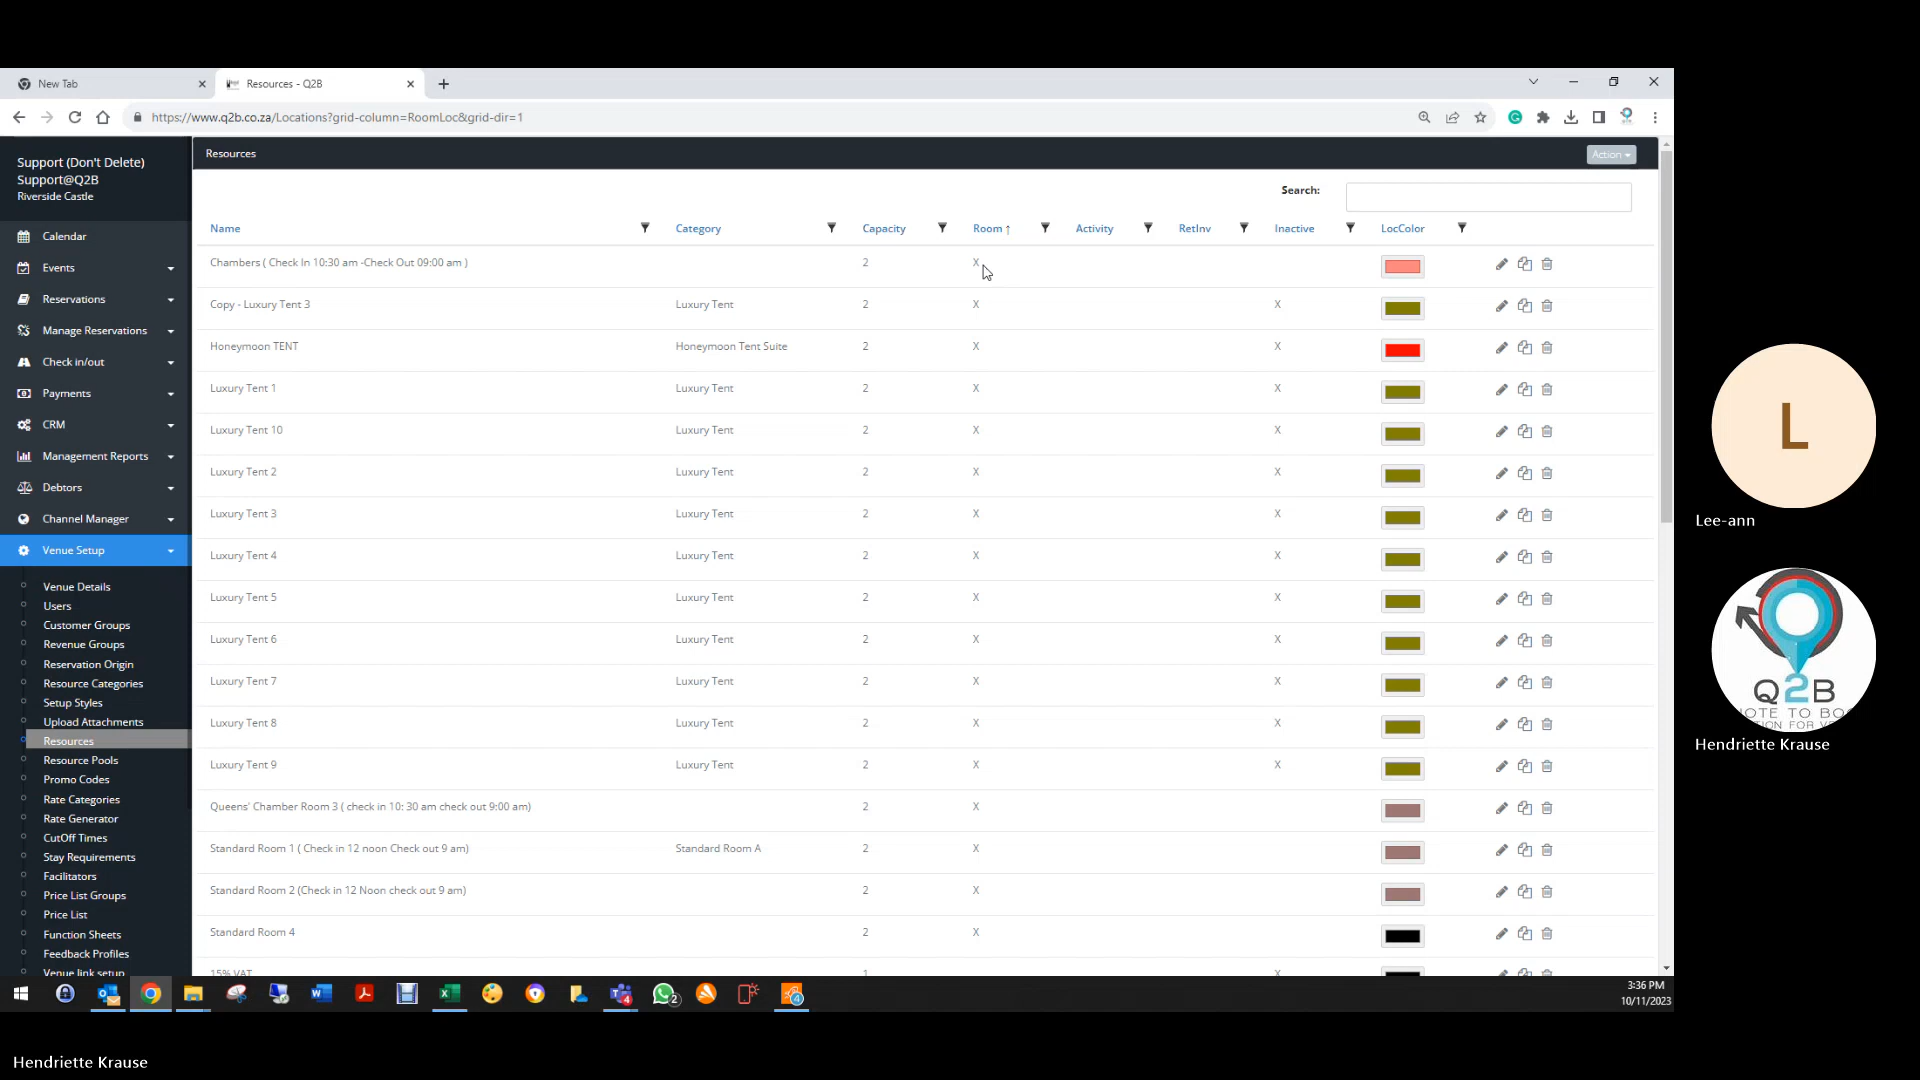 New Tab
Resources - Q2B
https://www.q2b.co.za/Locations?grid-column=RoomLoc&grid-dir=1
Support (Don't Delete)
Support@Q2B
Riverside Castle
Calendar
Events
Reservations
Manage Reservations
Check in/out
Payments
CRM
Management Reports
Debtors
Channel Manager
Venue Setup
Venue Details
Users
Customer Groups
Revenue Groups
Reservation Origin
Resource Categories
Setup Styles
Upload Attachments
Resources
Resource Pools
Promo Codes
Rate Categories
Rate Generator
CutOff Times
Stay Requirements
Facilitators
Price List Groups
Price List
Function Sheets
Feedback Profiles
Venue link setup
Resources
Action
Search:
Name Category Capacity Room ↑ Activity RetInv Inactive LocColor
Chambers ( Check In 10:30 am -Check Out 09:00 am ) 2 X
Copy - Luxury Tent 3 Luxury Tent 2 X X
Honeymoon TENT Honeymoon Tent Suite 2 X X
Luxury Tent 1 Luxury Tent 2 X X
Luxury Tent 10 Luxury Tent 2 X X
Luxury Tent 2 Luxury Tent 2 X X
Luxury Tent 3 Luxury Tent 2 X X
Luxury Tent 4 Luxury Tent 2 X X
Luxury Tent 5 Luxury Tent 2 X X
Luxury Tent 6 Luxury Tent 2 X X
Luxury Tent 7 Luxury Tent 2 X X
Luxury Tent 8 Luxury Tent 2 X X
Luxury Tent 9 Luxury Tent 2 X X
Queens' Chamber Room 3 ( check in 10: 30 am check out 9:00 am) 2 X
Standard Room 1 ( Check in 12 noon Check out 9 am) Standard Room A 2 X
Standard Room 2 (Check in 12 Noon check out 9 am) 2 X
Standard Room 4 2 X
15% VAT 1 X
3:36 PM
10/11/2023
L
Lee-ann
Q2B
OTE TO BO
Hendriette Krause
Hendriette Krause